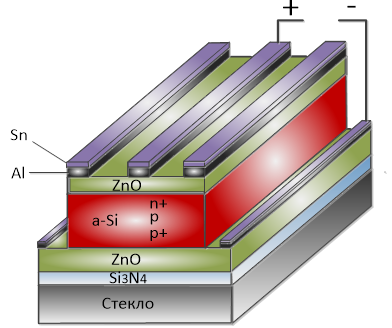 + -
Sn
Al
ZnO
n+
a-Si p
p+
ZnO
Si3N4
Стекло